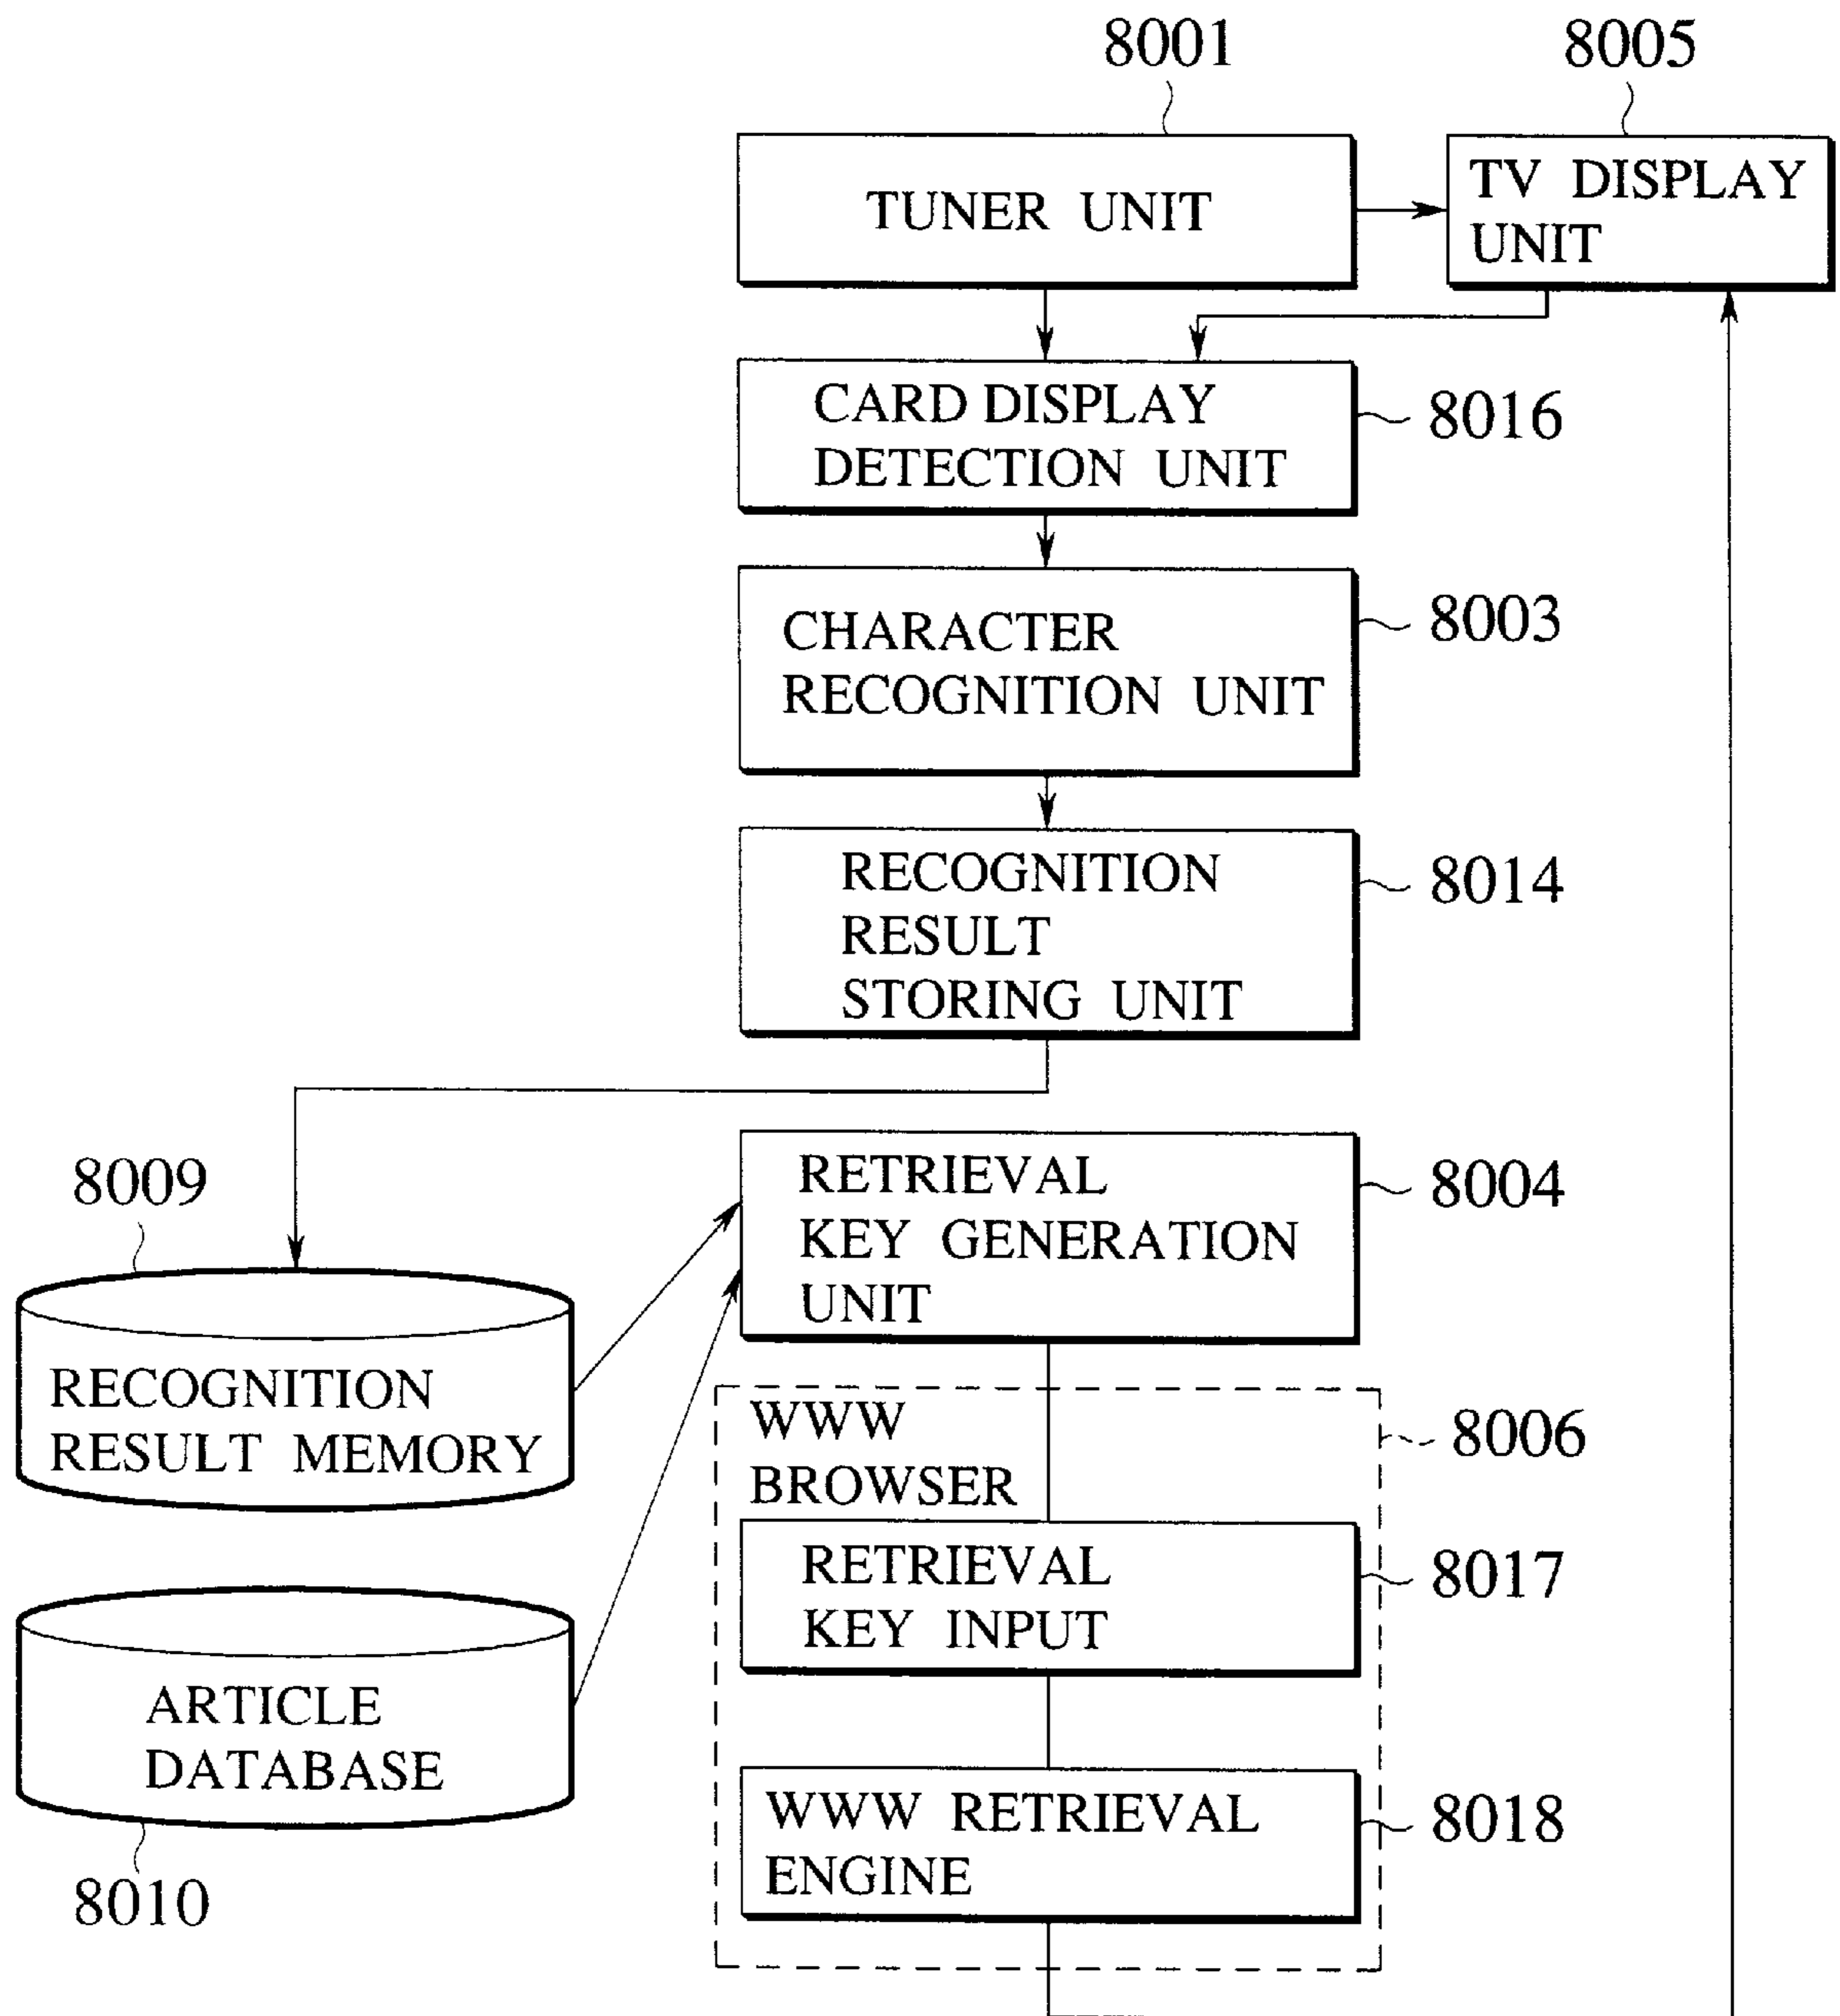 8001
8005
TUNER UNIT
TV DISPLAY
UNIT
CARD DISPLAY
DETECTION UNIT
8016
CHARACTER
RECOGNITION UNIT
8003
RECOGNITION
RESULT
STORING UNIT
8014
8009
RECOGNITION
RESULT MEMORY
RETRIEVAL
KEY GENERATION
UNIT
8004
WWW
BROWSER
8006
RETRIEVAL
KEY INPUT
8017
ARTICLE
DATABASE
8010
WWW RETRIEVAL
ENGINE
8018